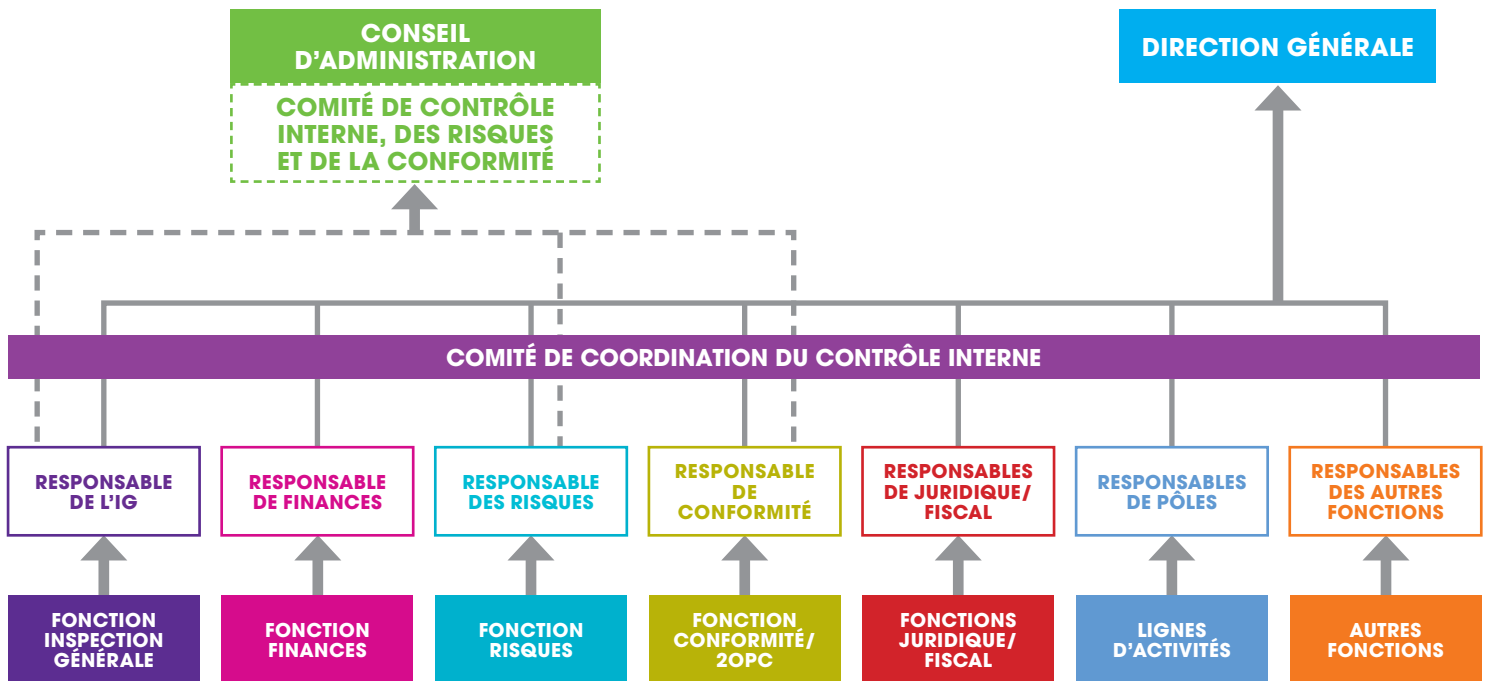 CONSEIL
D’ADMINISTRATION
COMITÉ DE CONTRÔLE
INTERNE, DES RISQUES
ET DE LA CONFORMITÉ
DIRECTION GÉNÉRALE
COMITÉ DE COORDINATION DU CONTRÔLE INTERNE
RESPONSABLE
DE L’IG
RESPONSABLE
DE FINANCES
RESPONSABLE
DES RISQUES
RESPONSABLE
DE
CONFORMITÉ
RESPONSABLES
DE JURIDIQUE/
FISCAL
RESPONSABLES
DE PÔLES
RESPONSABLES
DES AUTRES
FONCTIONS
FONCTION
INSPECTION
GÉNÉRALE
FONCTION
FINANCES
FONCTION
RISQUES
FONCTION
CONFORMITÉ/
2OPC
FONCTIONS
JURIDIQUE/
FISCAL
LIGNES
D’ACTIVITÉS
AUTRES
FONCTIONS